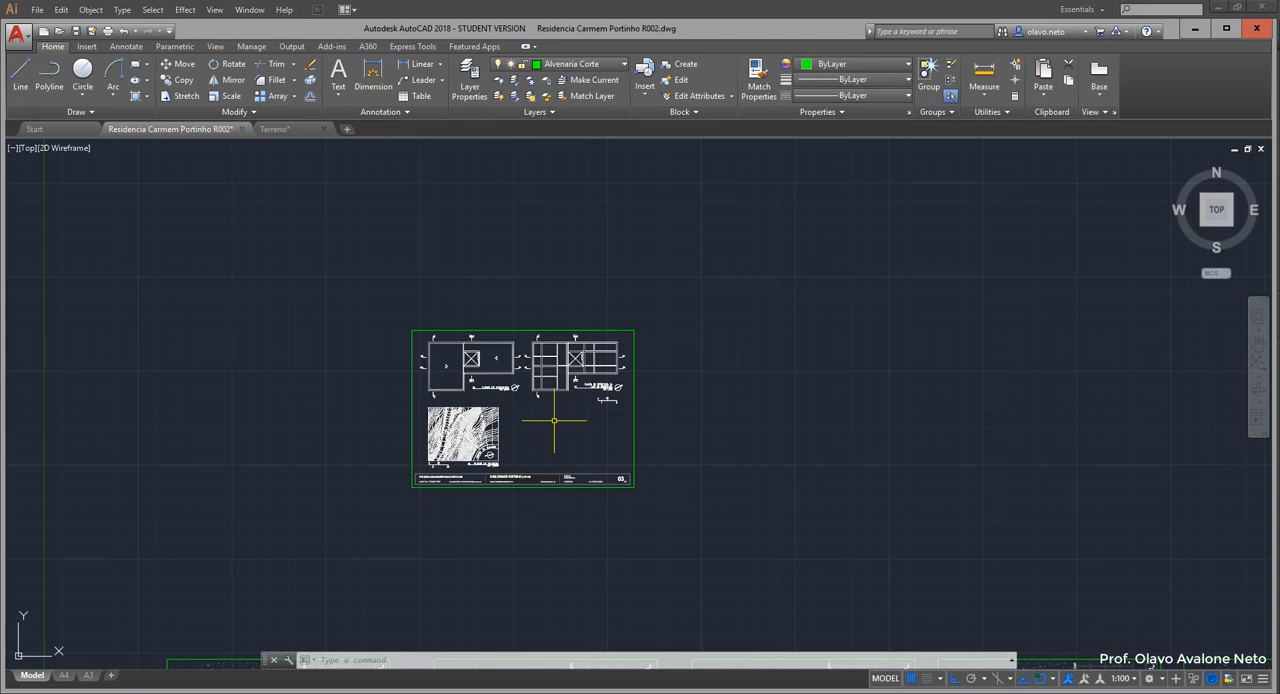 Ai File Edit Object Type Select Effect View Window Help Br Essentials
Autodesk AutoCAD 2018 - STUDENT VERSION Residencia Carmem Portinho R002.dwg Type a keyword or phrase olavo.neto
Home Insert Annotate Parametric View Manage Output Add-ins A360 Express Tools Featured Apps
Line Polyline Circle Arc Move Rotate Trim Text Dimension Linear Layer Properties Alvenaria Corte Insert Create Match Properties ByLayer Group Measure Paste Base
Copy Mirror Fillet Leader Make Current Edit ByLayer
Stretch Scale Array Table Match Layer Edit Attributes ByLayer
Draw Modify Annotation Layers Block Properties Groups Utilities Clipboard View
Start Residencia Carmem Portinho R002* Terreno*
[−][Top][2D Wireframe]
N
W TOP E
S
WCS
03
Y
X
Type a command
Prof. Olavo Avalone Neto
Model A4 A3 MODEL 1:100